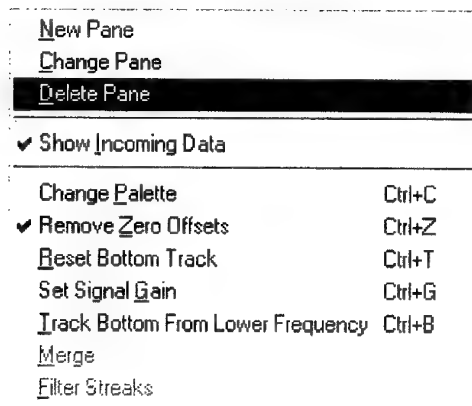 New Pane
Change Pane
Delete Pane
✔ Show Incoming Data
Change Palette Ctrl+C
✔ Remove Zero Offsets Ctrl+Z
Reset Bottom Track Ctrl+T
Set Signal Gain Ctrl+G
Track Bottom From Lower Frequency Ctrl+B
Merge
Filter Streaks